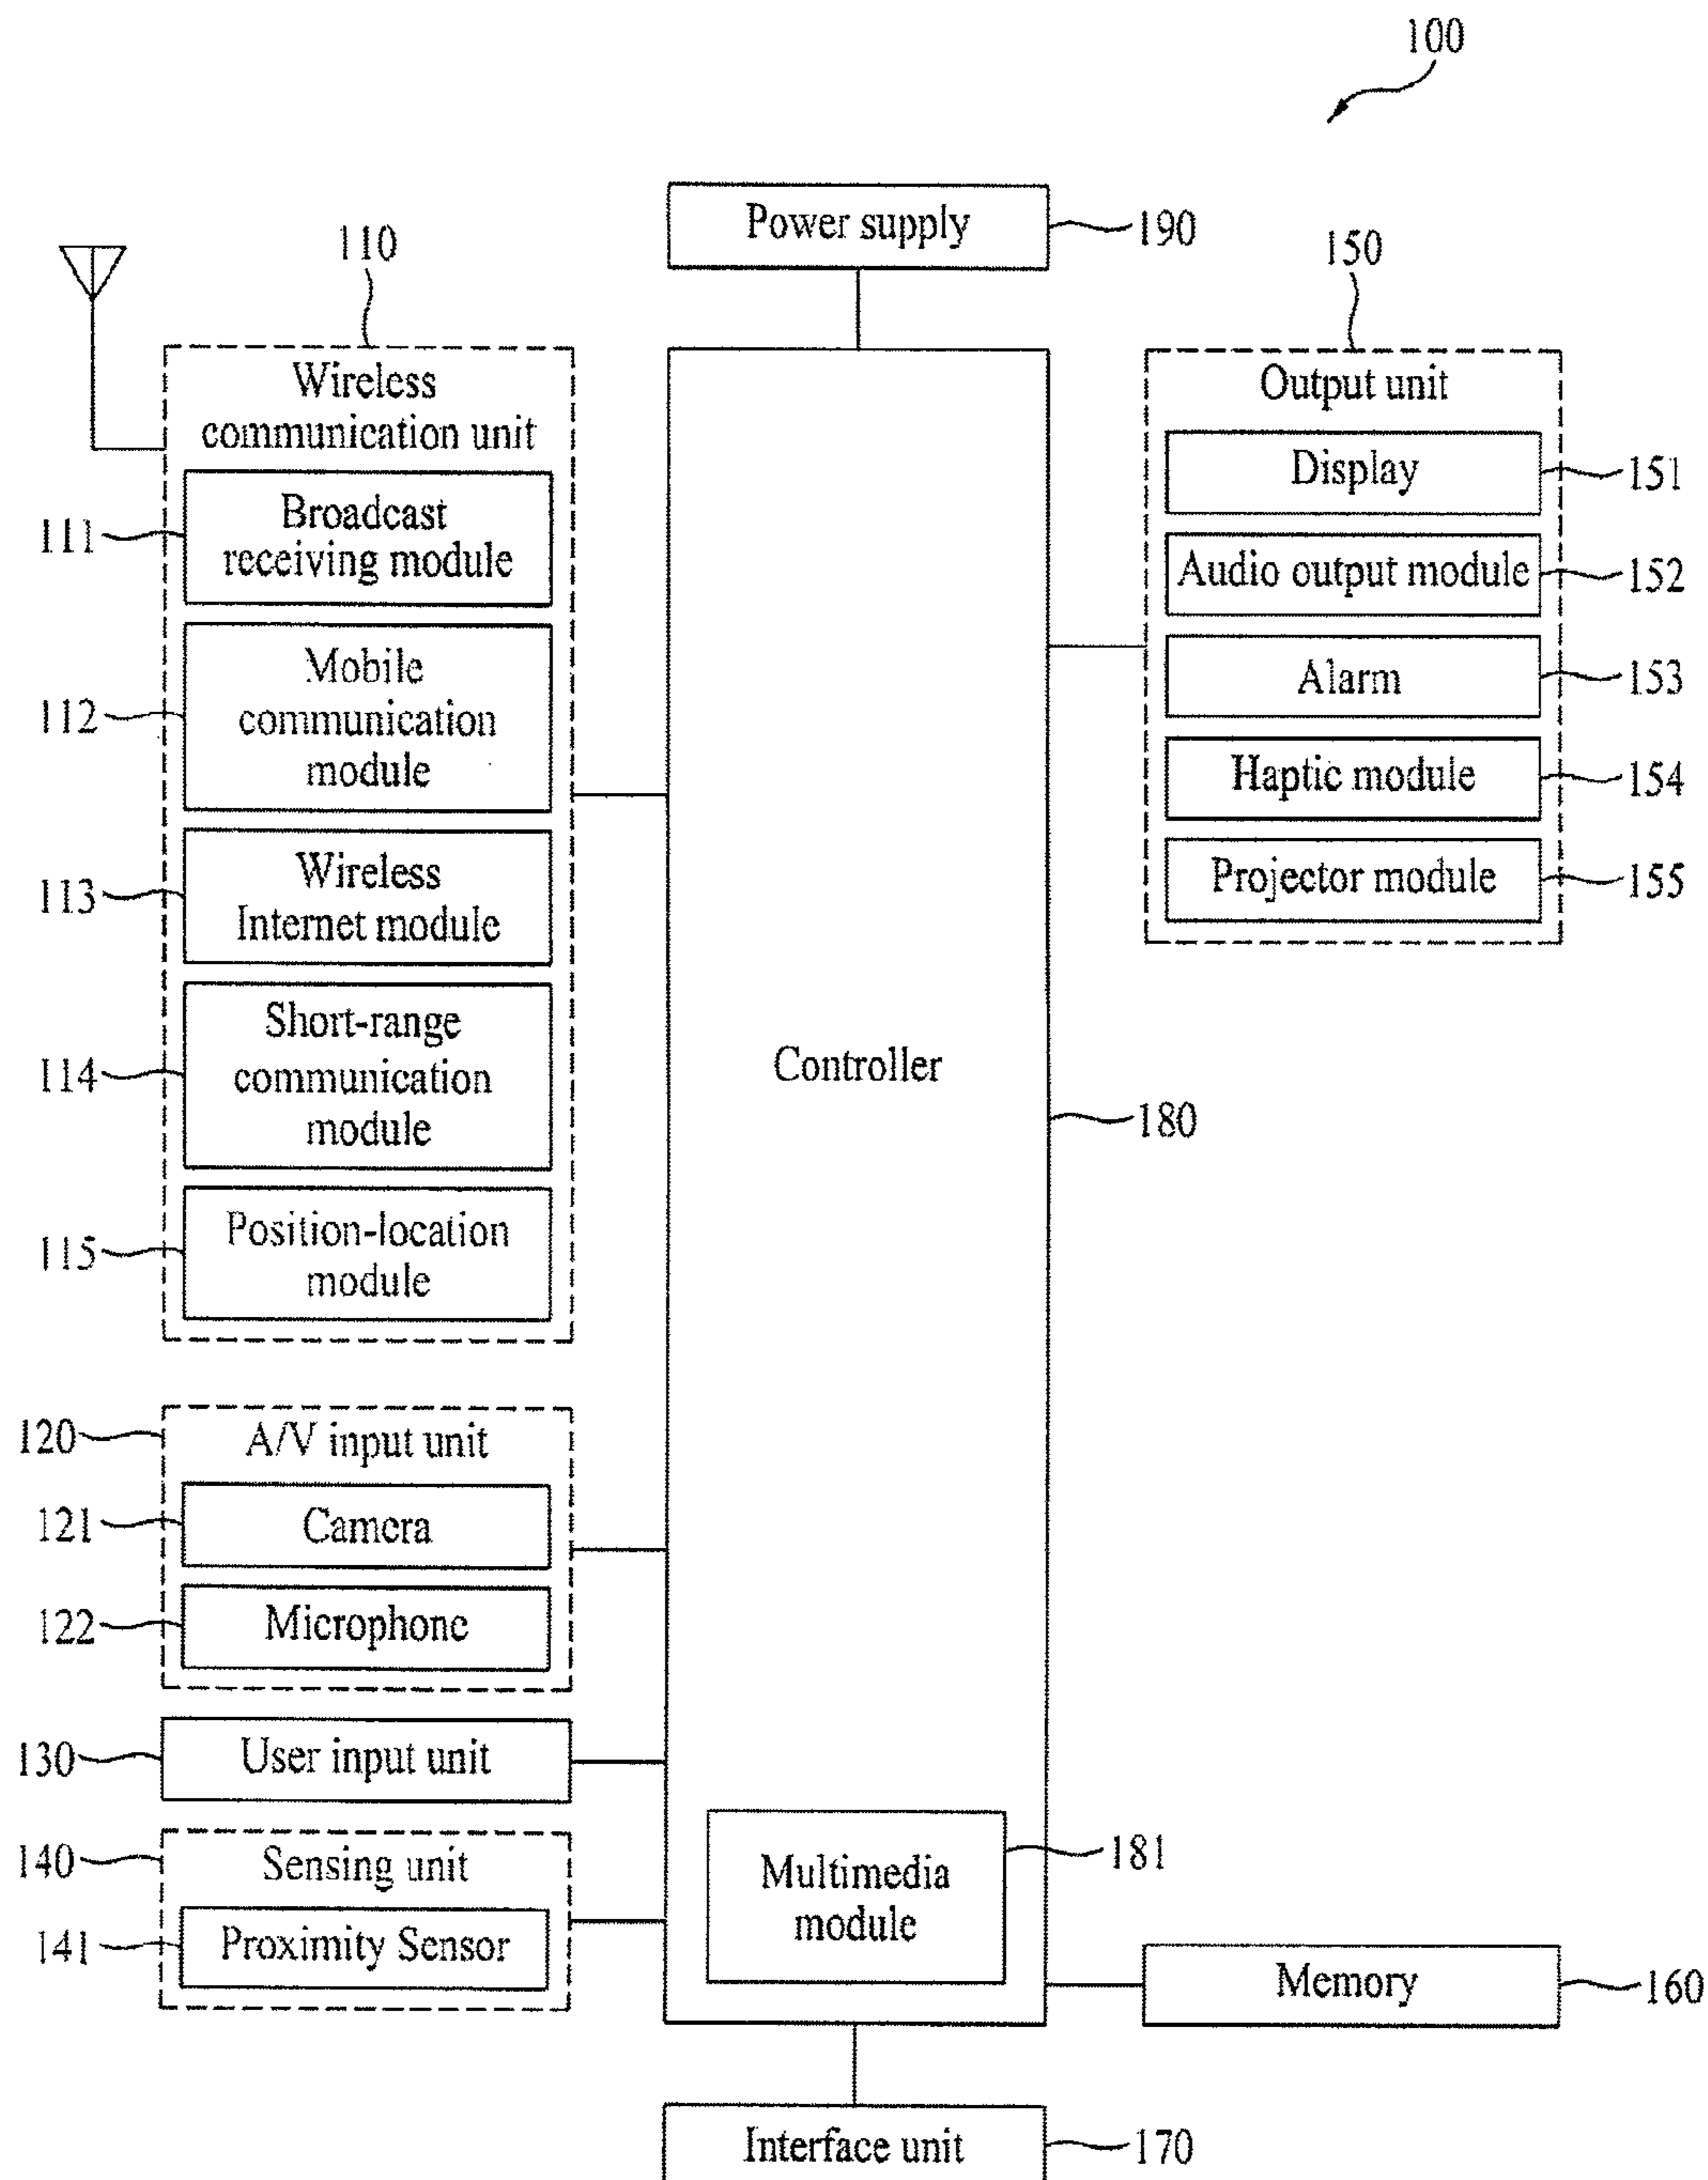 100
Power supply
190
110
150
Wireless
communication unit
Broadcast
receiving module
111
Mobile
communication
module
112
Wireless
Internet module
113
Short-range
communication
module
114
Position-location
module
115
Output unit
Display
151
Audio output module
152
Alarm
153
Haptic module
154
Projector module
155
Controller
180
120
A/V input unit
121
Camera
122
Microphone
130
User input unit
140
Sensing unit
141
Proximity Sensor
Multimedia
module
181
Memory
160
Interface unit
170